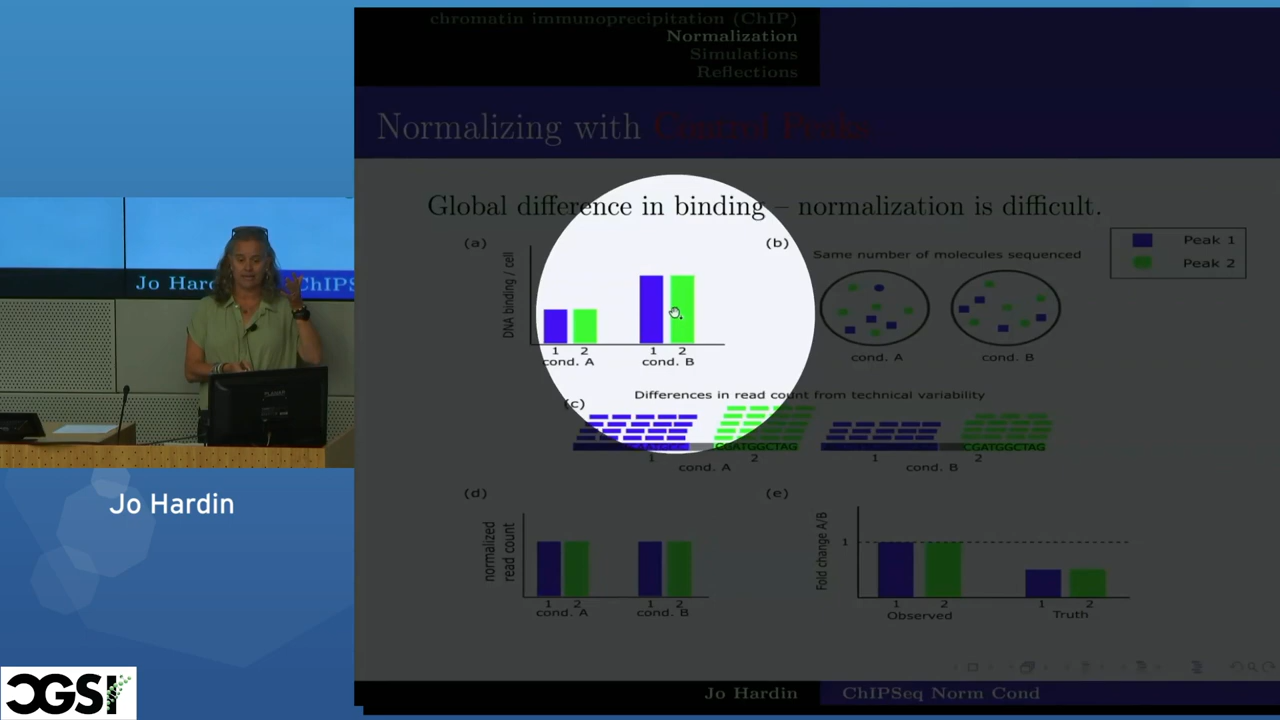 chromatin immunoprecipitation (ChIP)
Normalization
Simulations
Reflections
Normalizing with Control Peaks
Global difference in binding – normalization is difficult.
(a)
DNA binding / cell
1 2 1 2
cond. A cond. B
(b)
Same number of molecules sequenced
cond. A cond. B
Peak 1
Peak 2
(c)
Differences in read count from technical variability
CGATGGCTAG
CGATGGCTAG
1 2 1 2
cond. A cond. B
(d)
normalized
read count
1 2 1 2
cond. A cond. B
(e)
Fold change A/B
1
1 2 1 2
Observed Truth
Jo Hardin ChIPSeq Norm Cond
Jo Hard
ChIPS
Jo Hardin
CGSI